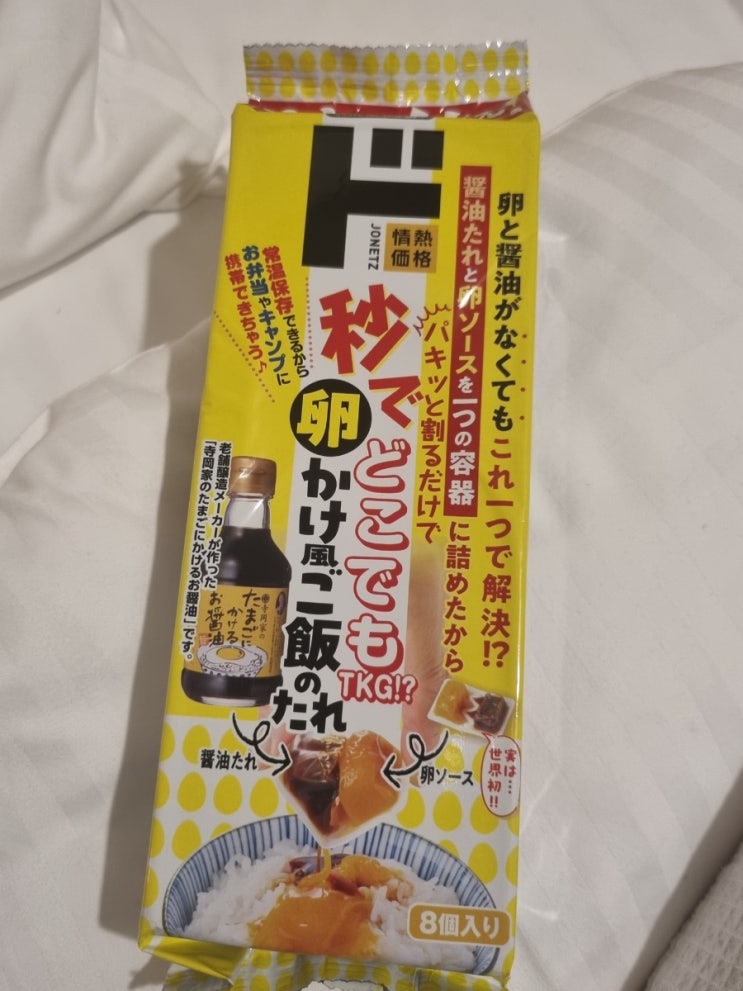 ド
JONETZ
情熱
価格
卵と醤油がなくてもこれ一つで解決!?
醤油たれと卵ソースを一つの容器に詰めたから
パキッと割るだけで
秒でどこでもTKG!?
卵かけ風ご飯のたれ
常温保存できるから
お弁当やキャンプに
携帯できちゃう♪
老舗醸造メーカーが作った
「寺岡家のたまごにかけるお醤油」です。
寺岡家の
たまごに
かける
お醤油
醤油たれ
卵ソース
実は…
世界初!!
8個入り